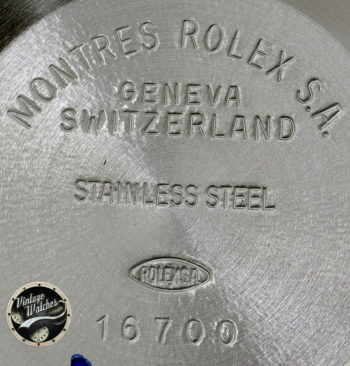 MONTRES ROLEX S.A.
GENEVA
SWITZERLAND
STAINLESS STEEL
ROLEX S.A.
16700
Vintage
Watches